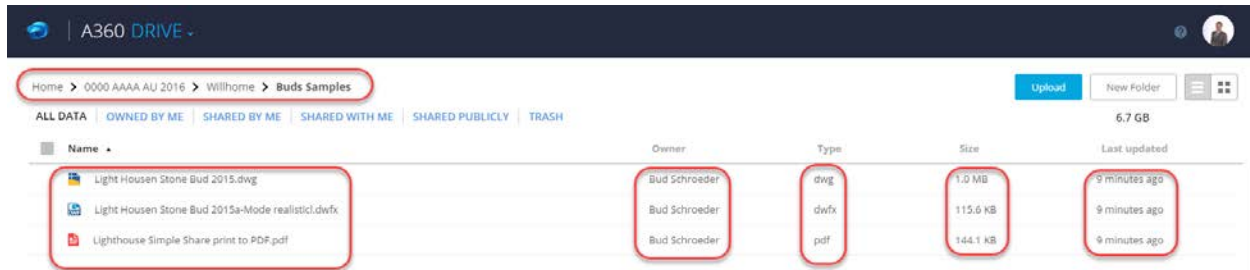 A360 DRIVE
Home > 0000 AAAA AU 2016 > Willhome > Buds Samples
Upload New Folder
ALL DATA OWNED BY ME SHARED BY ME SHARED WITH ME SHARED PUBLICLY TRASH 6.7 GB
Name Owner Type Size Last updated
Light Housen Stone Bud 2015.dwg Bud Schroeder dwg 1.0 MB 9 minutes ago
Light Housen Stone Bud 2015a-Mode realisticl.dwfx Bud Schroeder dwfx 115.6 KB 9 minutes ago
Lighthouse Simple Share print to PDF.pdf Bud Schroeder pdf 144.1 KB 9 minutes ago